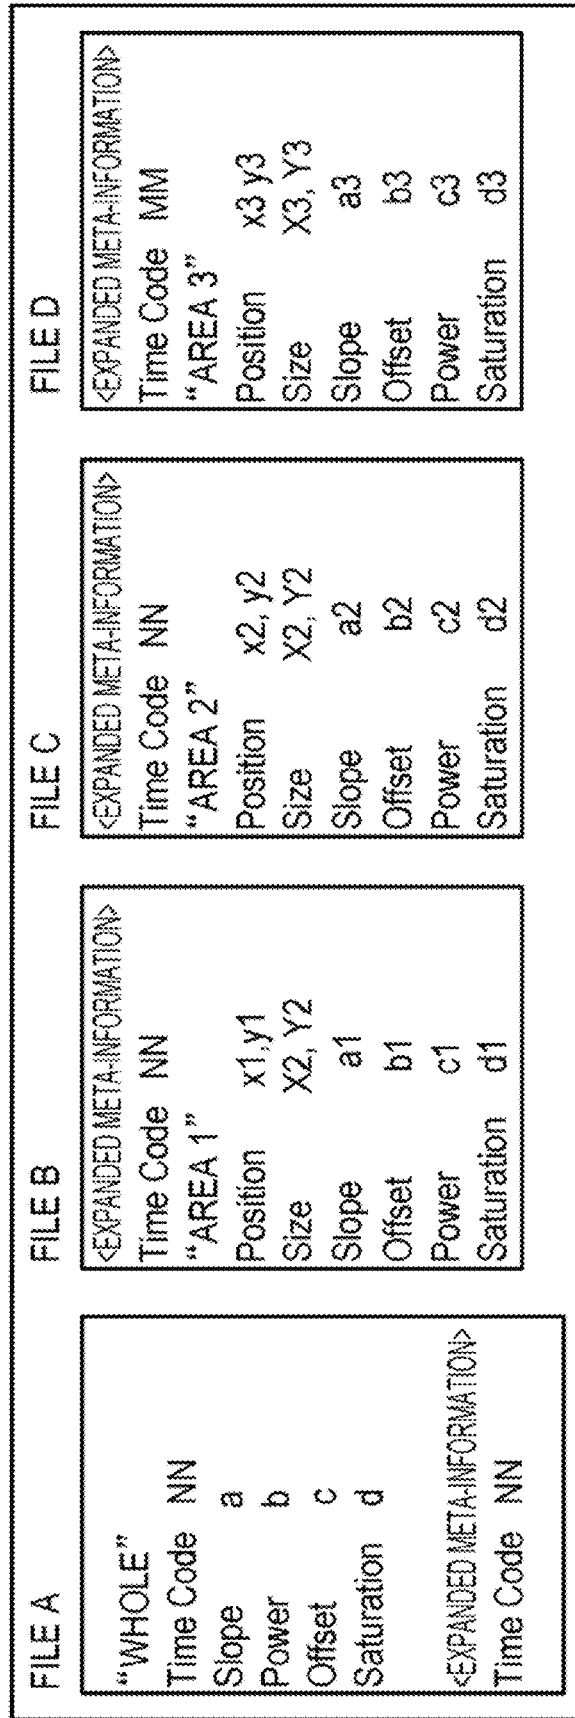 FILE A
"WHOLE"
Time Code NN
Slope a
Power b
Offset c
Saturation d
<EXPANDED META-INFORMATION>
Time Code NN
FILE B
<EXPANDED META-INFORMATION>
Time Code NN
"AREA 1"
Position x1,y1
Size X2, Y2
Slope a1
Offset b1
Power c1
Saturation d1
FILE C
<EXPANDED META-INFORMATION>
Time Code NN
"AREA 2"
Position x2, y2
Size X2, Y2
Slope a2
Offset b2
Power c2
Saturation d2
FILE D
<EXPANDED META-INFORMATION>
Time Code MM
"AREA 3"
Position x3 y3
Size X3, Y3
Slope a3
Offset b3
Power c3
Saturation d3